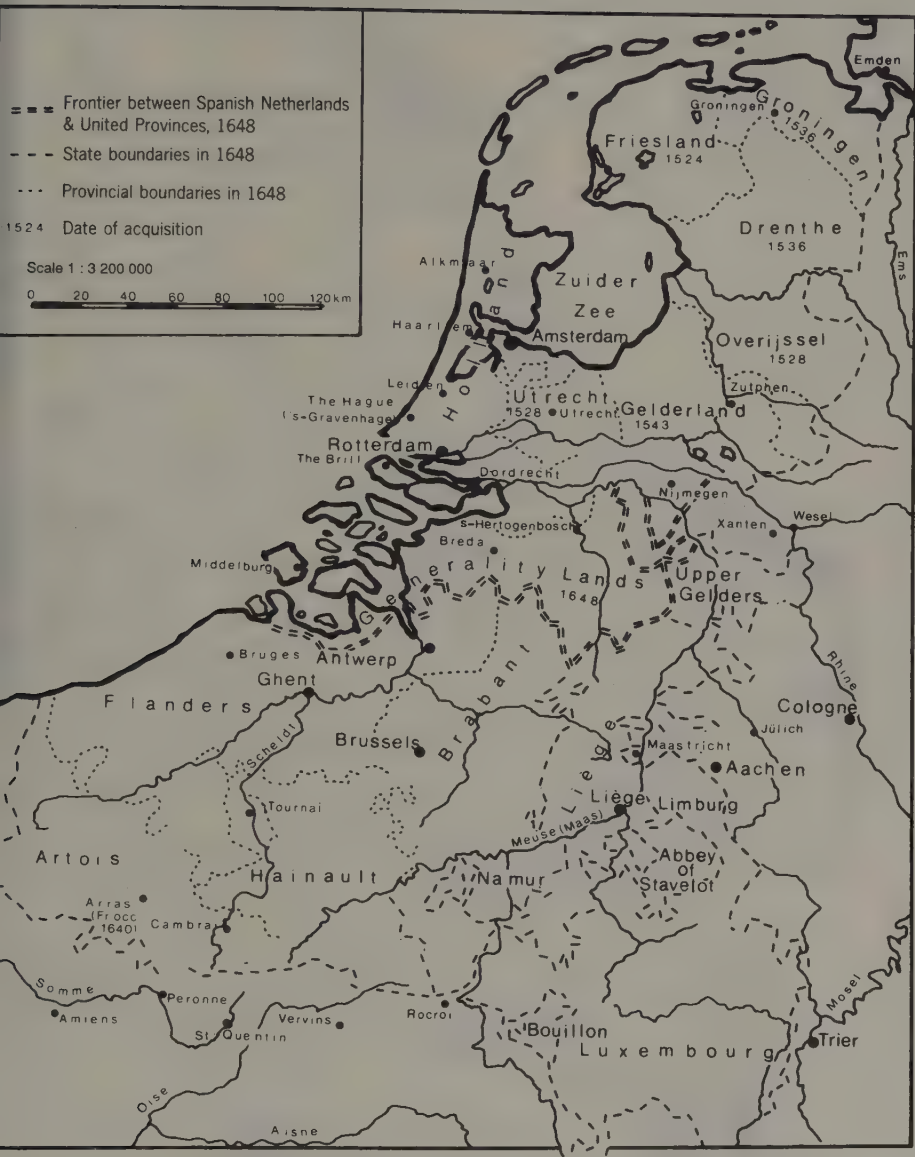 Frontier between Spanish Netherlands
& United Provinces, 1648
State boundaries in 1648
Provincial boundaries in 1648
1524 Date of acquisition
Scale 1 : 3 200 000
0 20 40 60 80 100 120km
Emden
Groningen
Groningen
1536
Friesland
1524
Drenthe
1536
Ems
Alkmaar
Holland
Zuider
Zee
Haarlem
Amsterdam
Overijssel
1528
Leiden
Zutphen
The Hague
('s-Gravenhage)
Utrecht
1528
Utrecht
Gelderland
1543
Rotterdam
The Brill
Dordrecht
Nijmegen
s-Hertogenbosch
Xanten
Wesel
Breda
Middelburg
Generality Lands
1648
Upper
Gelders
Bruges
Antwerp
Rhine
Ghent
Flanders
Brabant
Cologne
Scheldt
Brussels
Liège
Maastricht
Jülich
Aachen
Tournai
Liège
Limburg
Meuse (Maas)
Artois
Hainault
Namur
Abbey
of
Stavelot
Arras
(Fr occ
1640)
Cambrai
Somme
Peronne
Mosel
Amiens
St. Quentin
Vervins
Rocroi
Bouillon
Luxembourg
Trier
Oise
Aisne